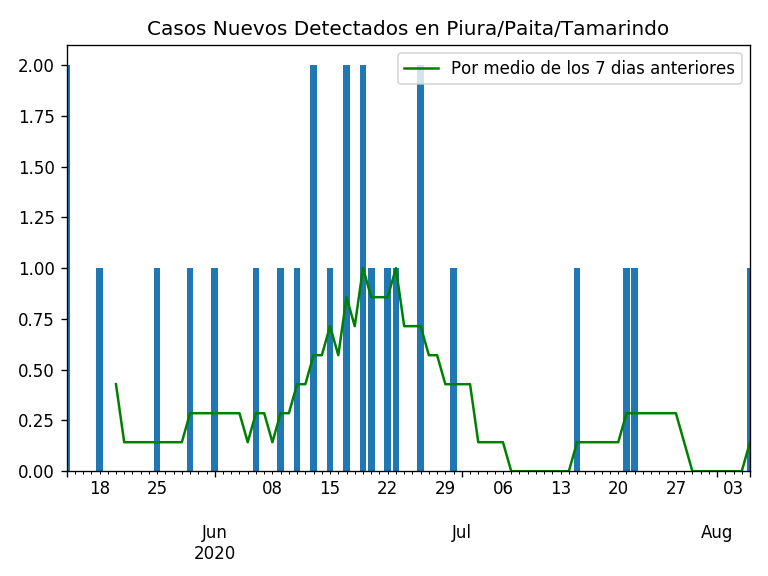 Casos Nuevos Detectados en Piura/Paita/Tamarindo
Por medio de los 7 dias anteriores
2.00
1.75
1.50
1.25
1.00
0.75
0.50
0.25
0.00
18 25 08 15 22 29 06 13 20 27 03
Jun Jul Aug
2020